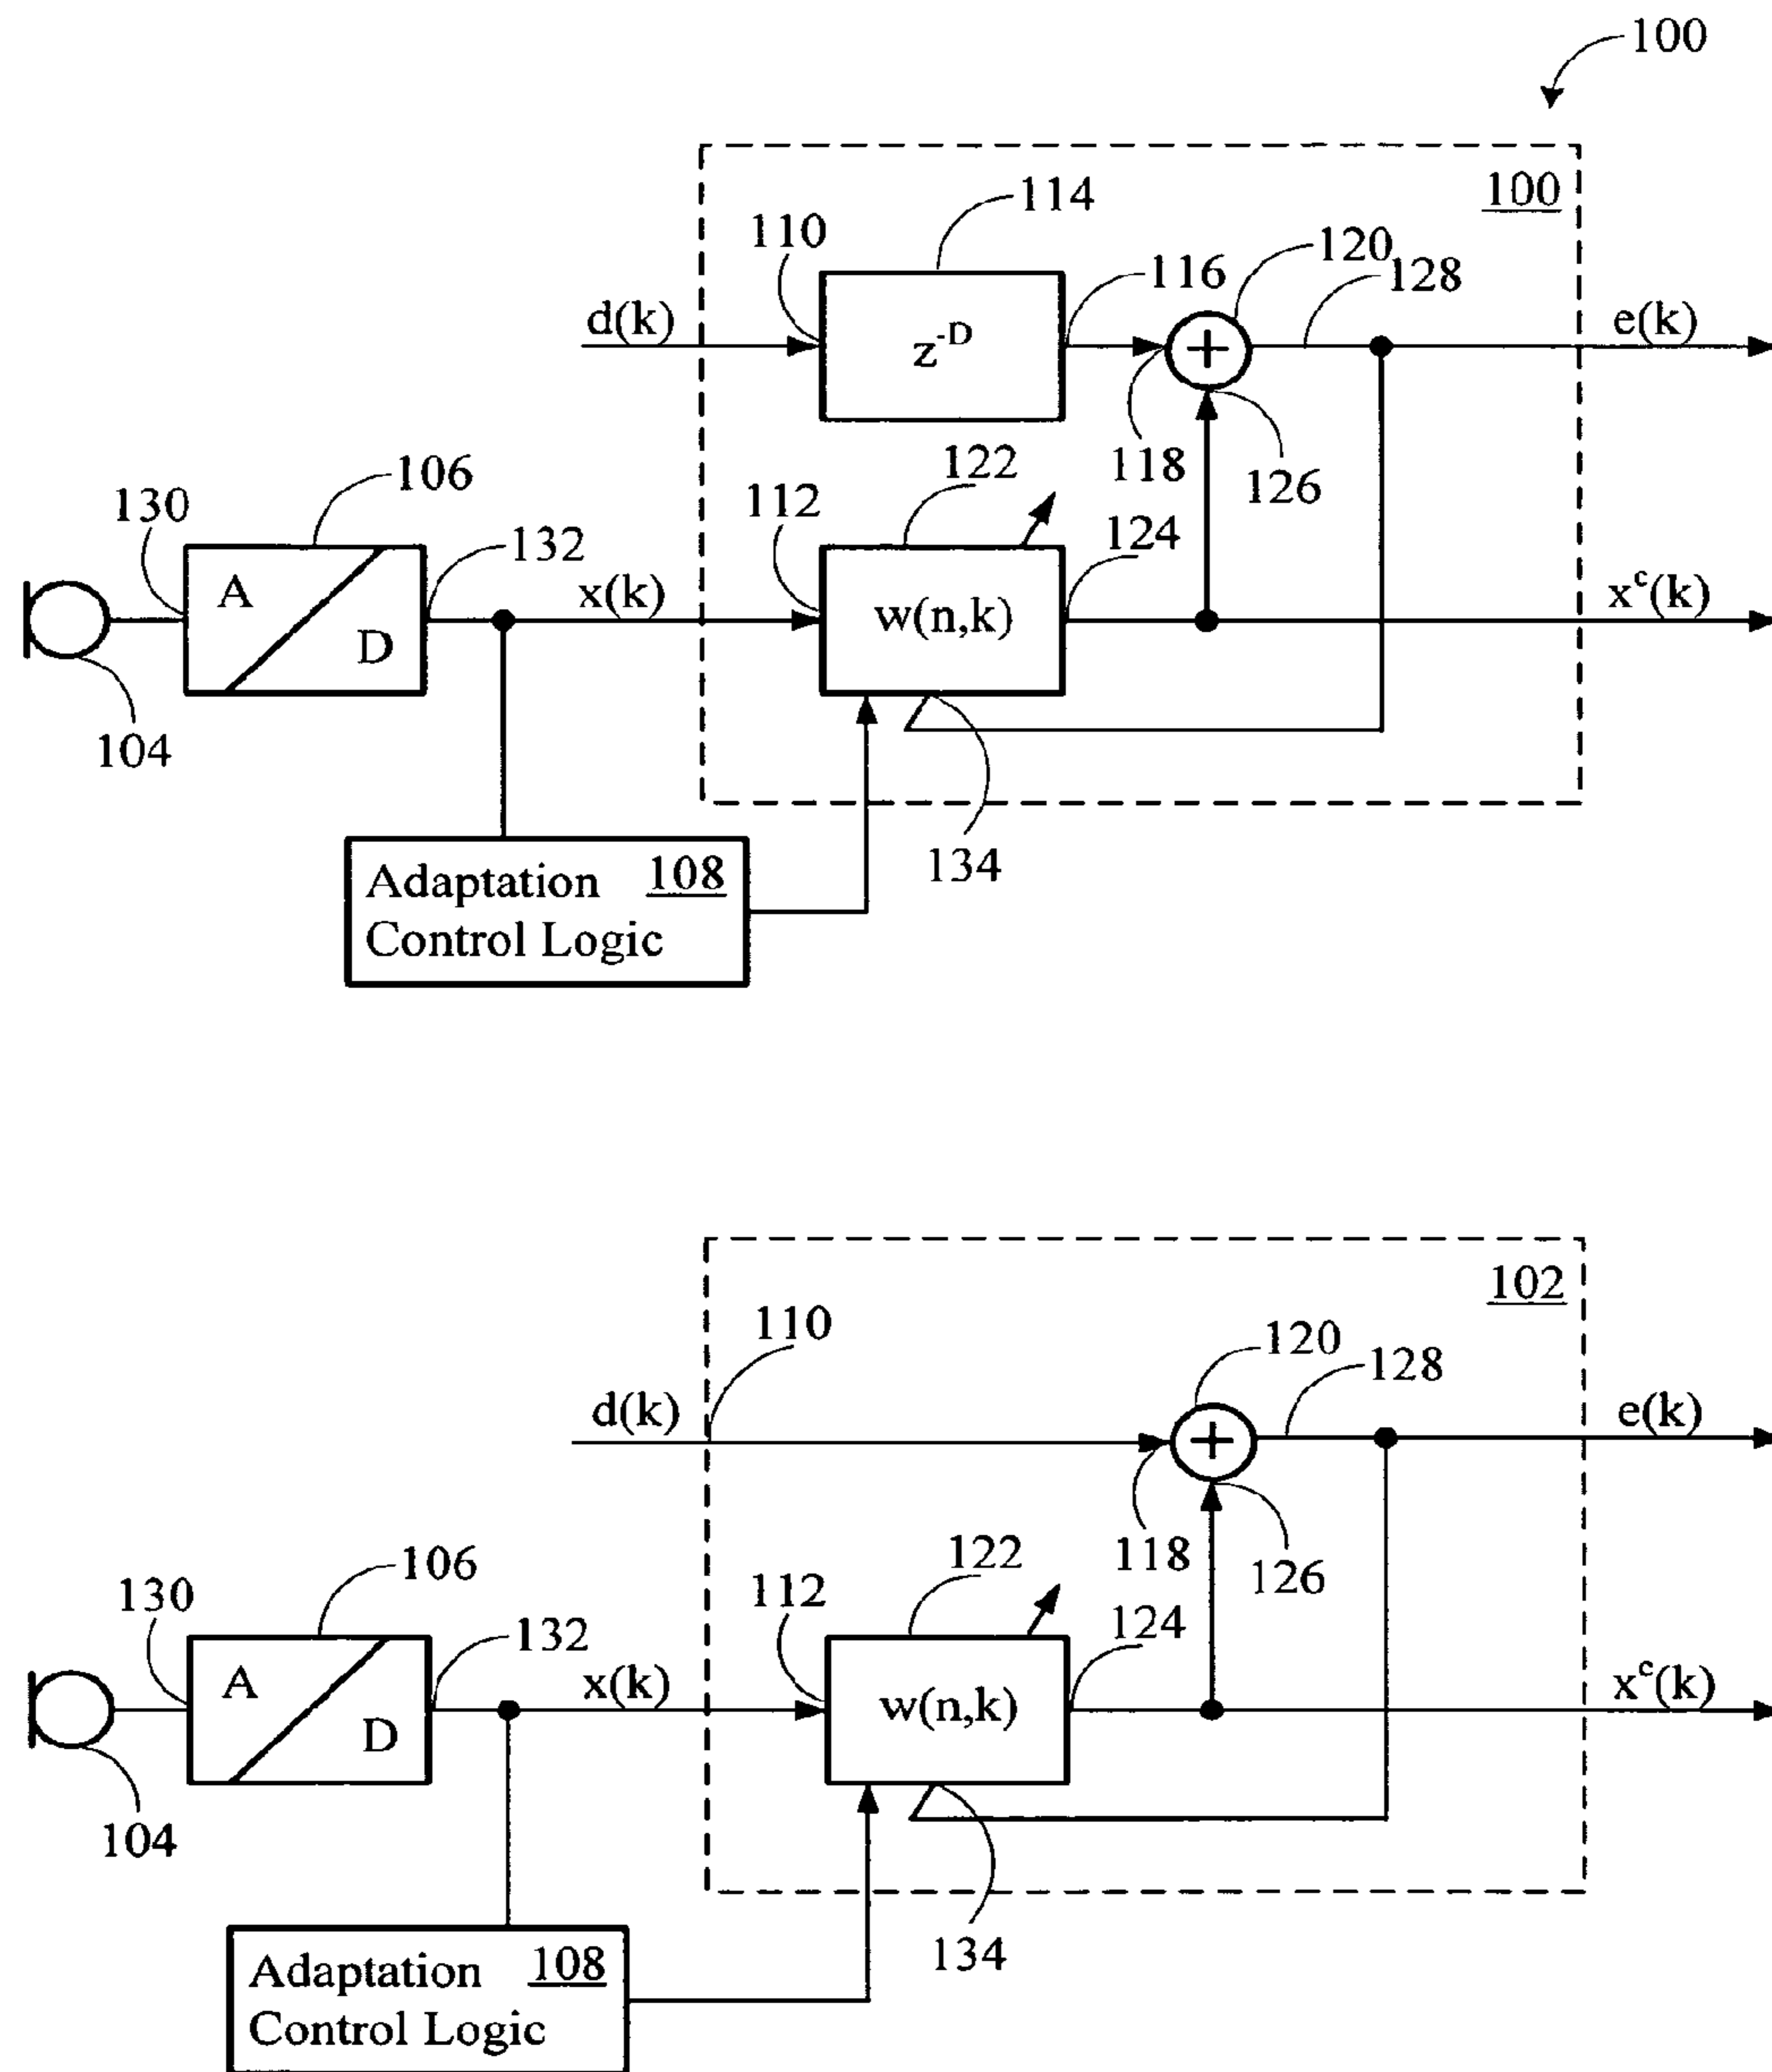 100
100
114
110
116
120
128
d(k)
z⁻ᴰ
+
e(k)
118
126
106
122
130
112
132
124
A
D
x(k)
w(n,k)
xᶜ(k)
104
134
Adaptation 108
Control Logic
102
110
120
128
d(k)
+
e(k)
118
126
106
122
130
112
132
124
A
D
x(k)
w(n,k)
xᶜ(k)
104
134
Adaptation 108
Control Logic